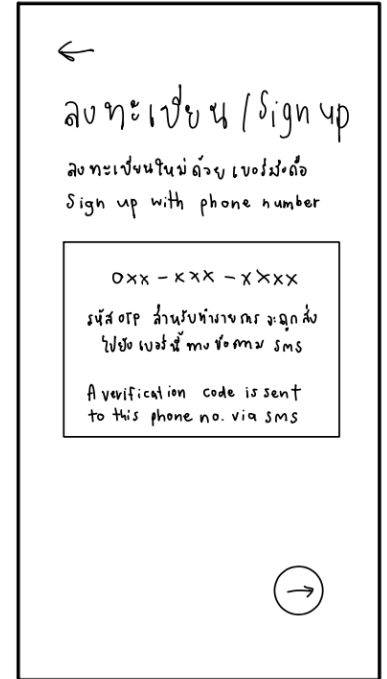 ลงทะเบียน / Sign up
ลงทะเบียนใหม่ด้วย เบอร์มือถือ
Sign up with phone number
0xx - xxx - xxxx
รหัส OTP สำหรับทำรายการ จะถูกส่ง
ไปยัง เบอร์นี้ ทางข้อความ SMS
A verification code is sent
to this phone no. via SMS